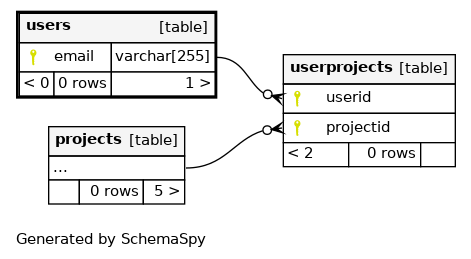 users [table]
email varchar[255]
< 0 0 rows 1 >
userprojects [table]
userid
projectid
< 2 0 rows
projects [table]
...
0 rows 5 >
Generated by SchemaSpy